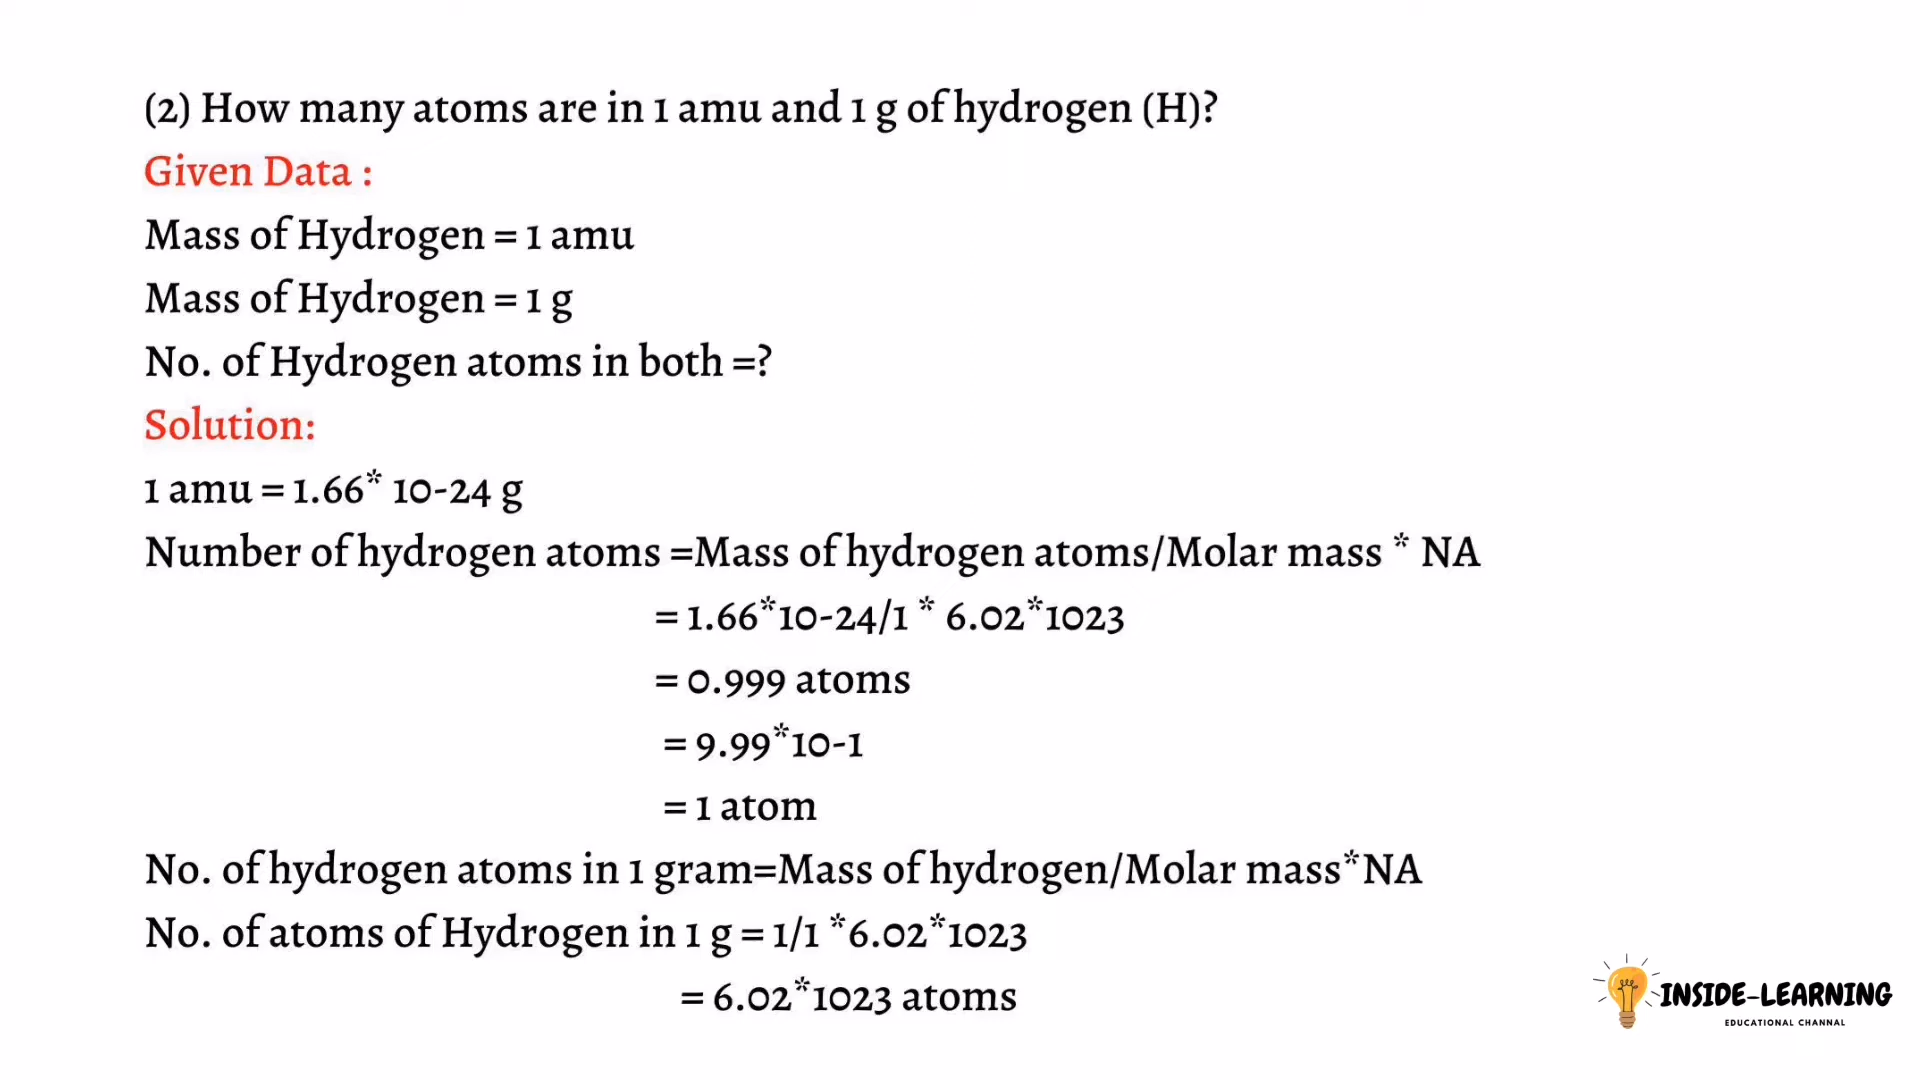 (2) How many atoms are in 1 amu and 1 g of hydrogen (H)?
Given Data :
Mass of Hydrogen = 1 amu
Mass of Hydrogen = 1 g
No. of Hydrogen atoms in both =?
Solution:
1 amu = 1.66* 10-24 g
Number of hydrogen atoms =Mass of hydrogen atoms/Molar mass * NA
= 1.66*10-24/1 * 6.02*1023
= 0.999 atoms
= 9.99*10-1
= 1 atom
No. of hydrogen atoms in 1 gram=Mass of hydrogen/Molar mass*NA
No. of atoms of Hydrogen in 1 g = 1/1 *6.02*1023
= 6.02*1023 atoms
INSIDE-LEARNING
EDUCATIONAL CHANNAL